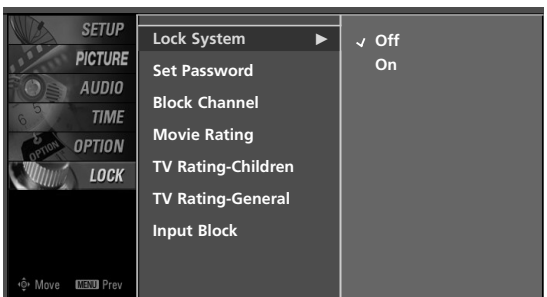 SETUP
PICTURE
AUDIO
TIME
OPTION
LOCK
Move MENU Prev
Lock System
Set Password
Block Channel
Movie Rating
TV Rating-Children
TV Rating-General
Input Block
Off
On